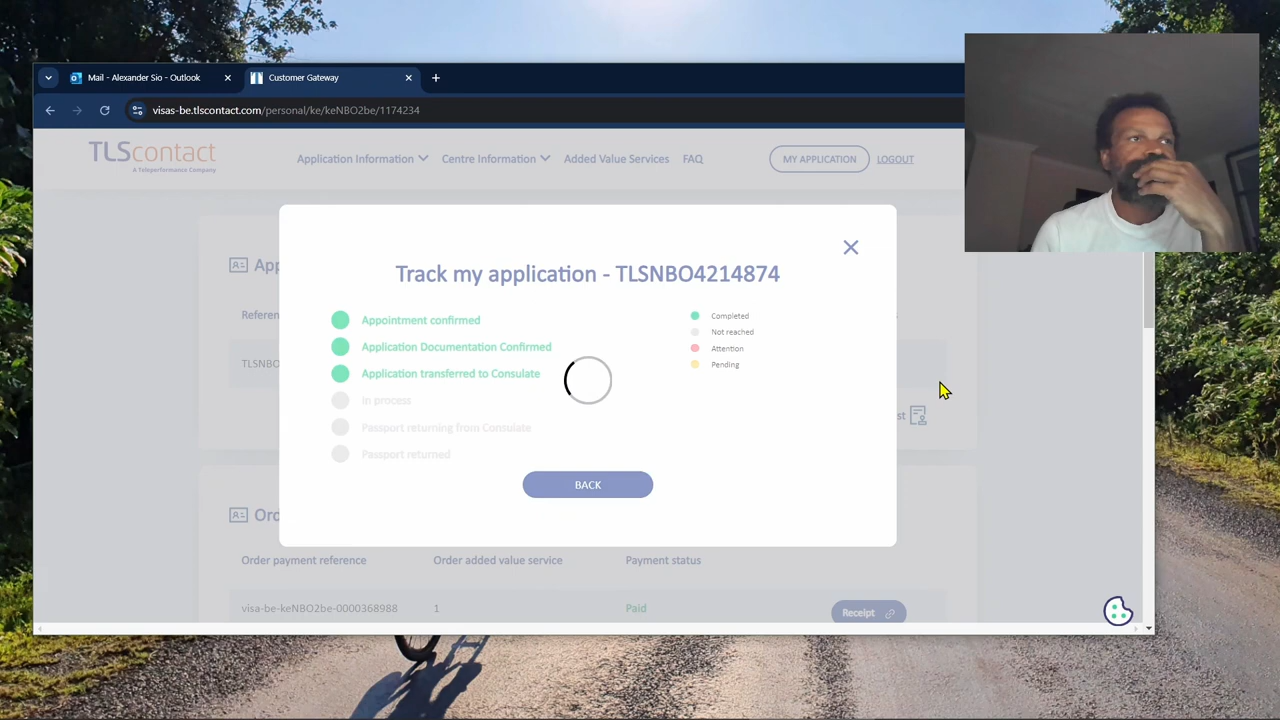 Mail - Alexander Sio - Outlook
Customer Gateway
visas-be.tlscontact.com/personal/ke/keNBO2be/1174234
TLScontact
A Teleperformance Company
Application Information
Centre Information
Added Value Services
FAQ
MY APPLICATION
LOGOUT
Track my application - TLSNBO4214874
Appointment confirmed
Application Documentation Confirmed
Application transferred to Consulate
In process
Passport returning from Consulate
Passport returned
Completed
Not reached
Attention
Pending
BACK
Order payment reference
Order added value service
Payment status
visa-be-keNBO2be-0000368988
1
Paid
Receipt